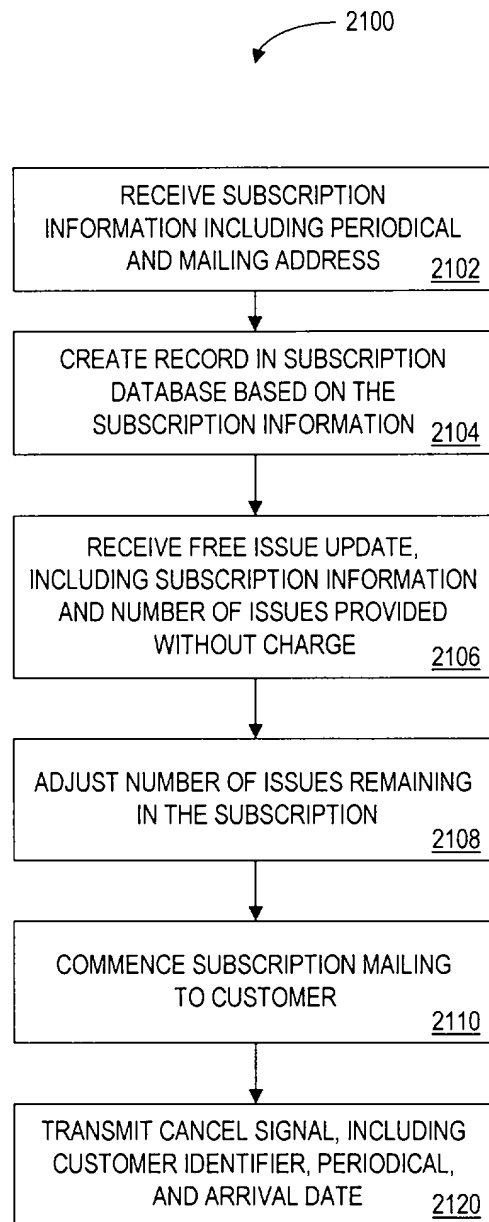 2100
RECEIVE SUBSCRIPTION
INFORMATION INCLUDING PERIODICAL
AND MAILING ADDRESS
2102
CREATE RECORD IN SUBSCRIPTION
DATABASE BASED ON THE
SUBSCRIPTION INFORMATION
2104
RECEIVE FREE ISSUE UPDATE,
INCLUDING SUBSCRIPTION INFORMATION
AND NUMBER OF ISSUES PROVIDED
WITHOUT CHARGE
2106
ADJUST NUMBER OF ISSUES REMAINING
IN THE SUBSCRIPTION
2108
COMMENCE SUBSCRIPTION MAILING
TO CUSTOMER
2110
TRANSMIT CANCEL SIGNAL, INCLUDING
CUSTOMER IDENTIFIER, PERIODICAL,
AND ARRIVAL DATE
2120